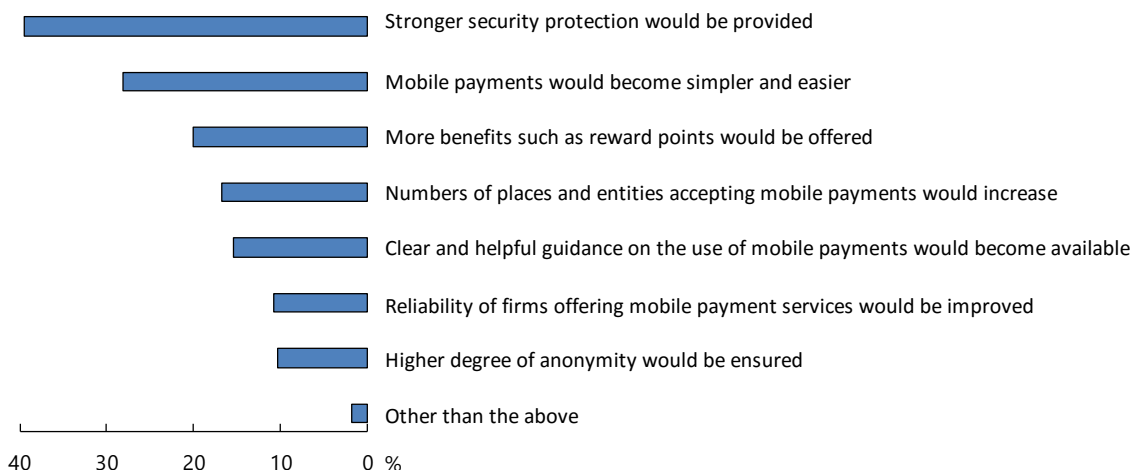 Stronger security protection would be provided
Mobile payments would become simpler and easier
More benefits such as reward points would be offered
Numbers of places and entities accepting mobile payments would increase
Clear and helpful guidance on the use of mobile payments would become available
Reliability of firms offering mobile payment services would be improved
Higher degree of anonymity would be ensured
Other than the above
40 30 20 10 0 %